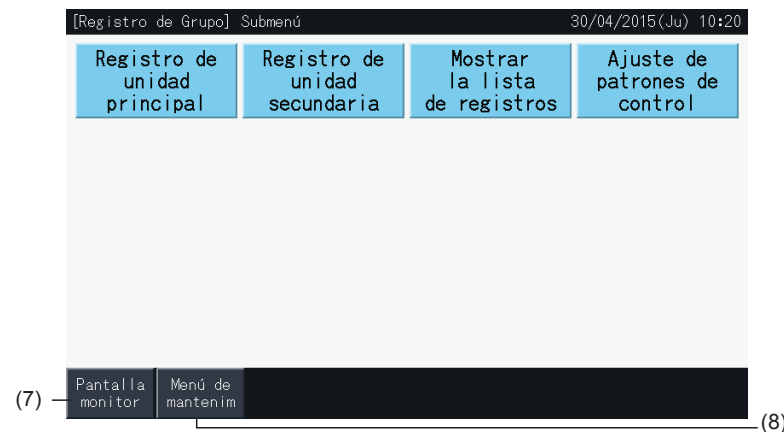 [Registro de Grupo] Submenú 30/04/2015(Ju) 10:20
Registro de
unidad
principal
Registro de
unidad
secundaria
Mostrar
la lista
de registros
Ajuste de
patrones de
control
(7)
Pantalla
monitor
Menú de
mantenim
(8)